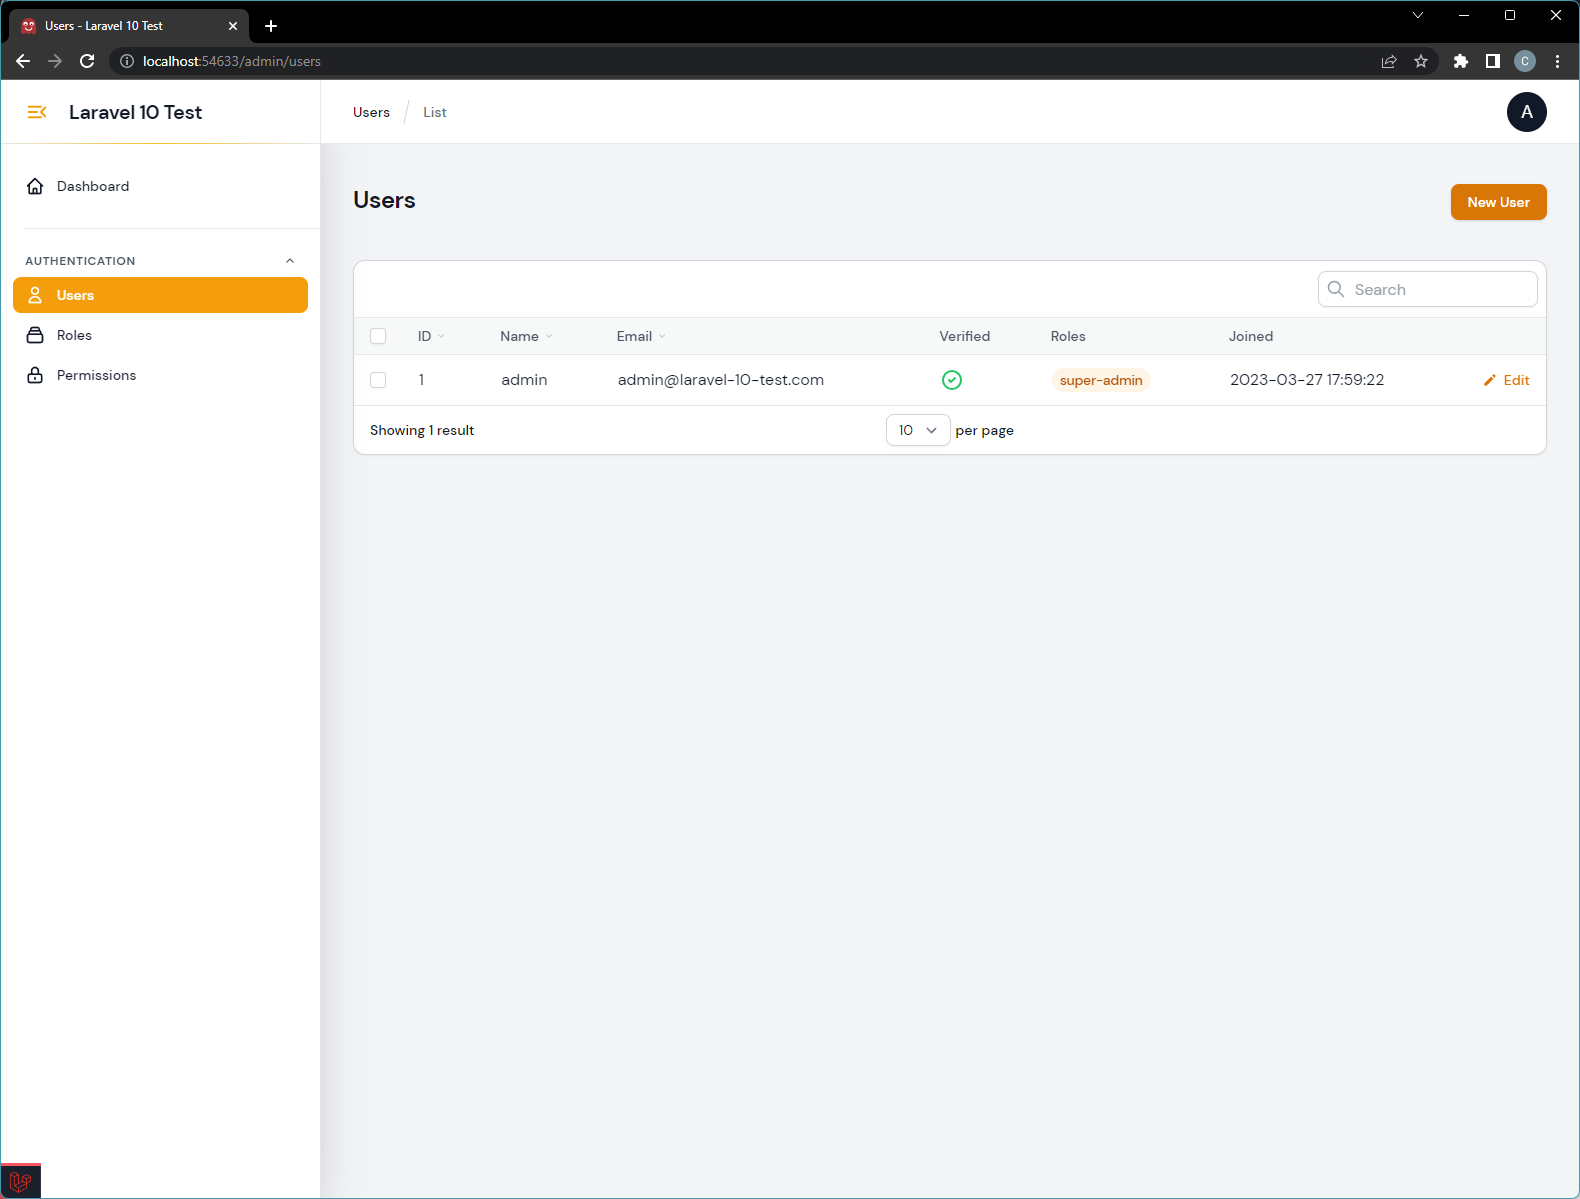 Users - Laravel 10 Test
localhost:54633/admin/users
C
Laravel 10 Test
Users / List
A
Dashboard
AUTHENTICATION
Users
Roles
Permissions
Users
New User
Search
ID Name Email Verified Roles Joined
1 admin admin@laravel-10-test.com super-admin 2023-03-27 17:59:22 Edit
Showing 1 result 10 per page